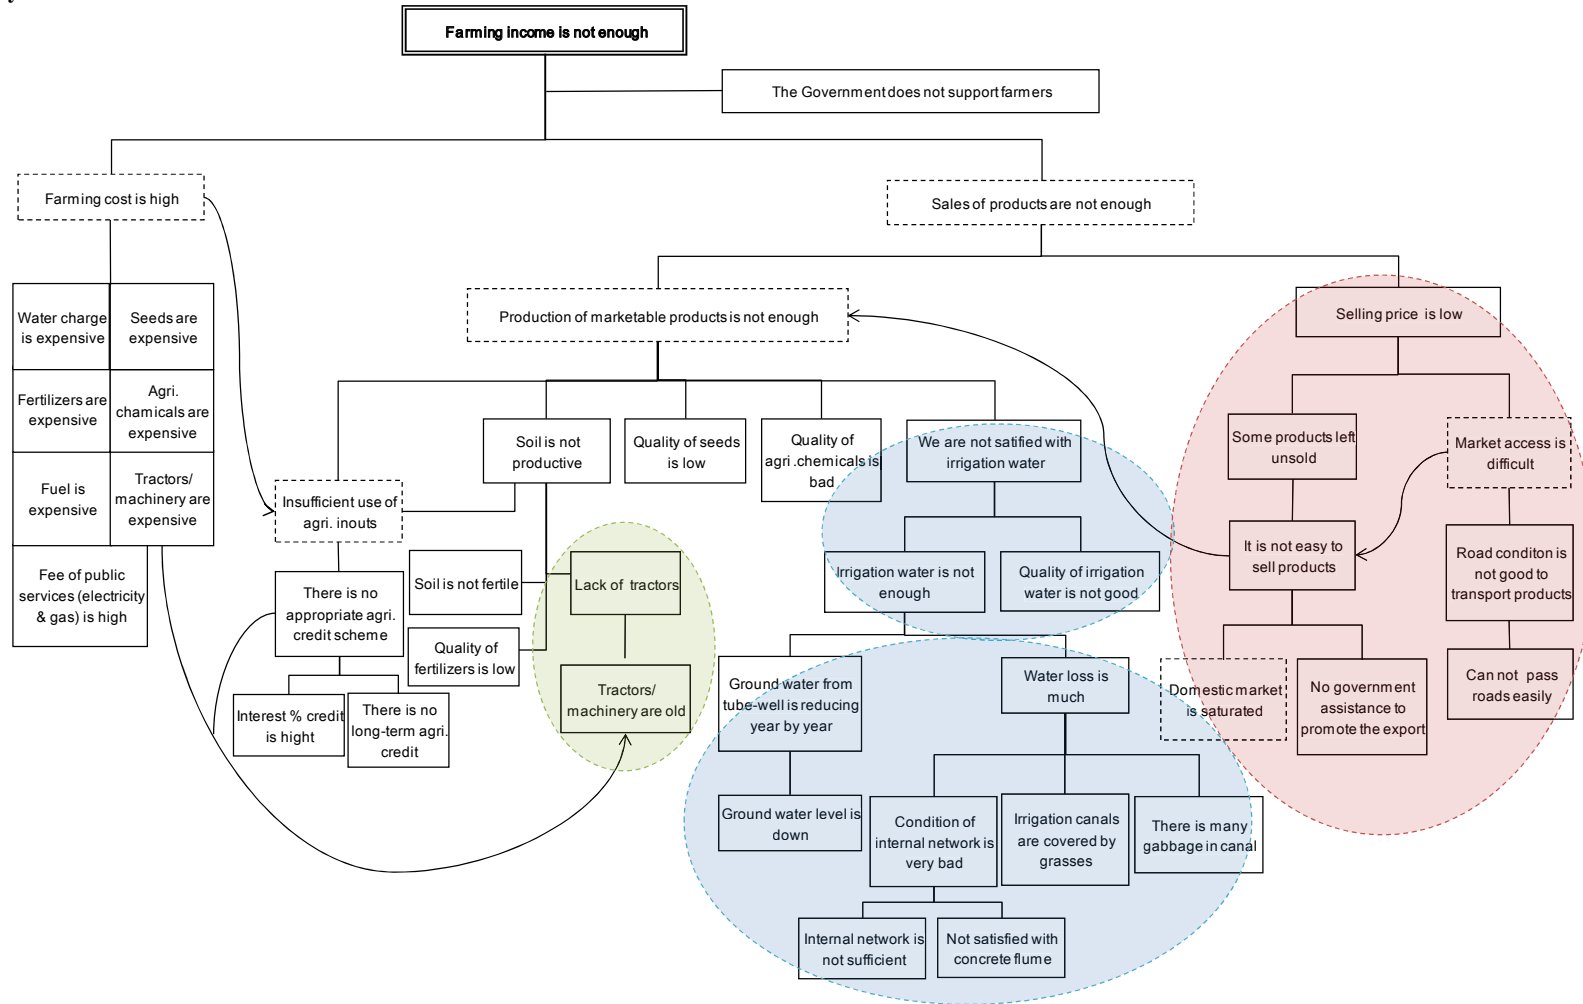 y
Farming income is not enough
The Government does not support farmers
Farming cost is high
Sales of products are not enough
Water charge
is expensive
Seeds are
expensive
Production of marketable products is not enough
Selling price is low
Fertilizers are
expensive
Agri.
chamicals are
expensive
Soil is not
productive
Quality of seeds
is low
Quality of
agri.chemicals is
bad
We are not satified with
irrigation water
Some products left
unsold
Market access is
difficult
Fuel is
expensive
Tractors/
machinery are
expensive
Insufficient use of
agri. inouts
Fee of public
services (electricity
& gas) is high
There is no
appropriate agri.
credit scheme
Soil is not fertile
Lack of tractors
Irrigation water is not
enough
Quality of irrigation
water is not good
It is not easy to
sell products
Road conditon is
not good to
transport products
Quality of
fertilizers is low
Tractors/
machinery are old
Ground water from
tube-well is reducing
year by year
Water loss is
much
Domestic market
is saturated
No government
assistance to
promote the export
Can not pass
roads easily
Interest % credit
is hight
There is no
long-term agri.
credit
Ground water level is
down
Condition of
internal network is
very bad
Irrigation canals
are covered by
grasses
There is many
gabbage in canal
Internal network is
not sufficient
Not satisfied with
concrete flume